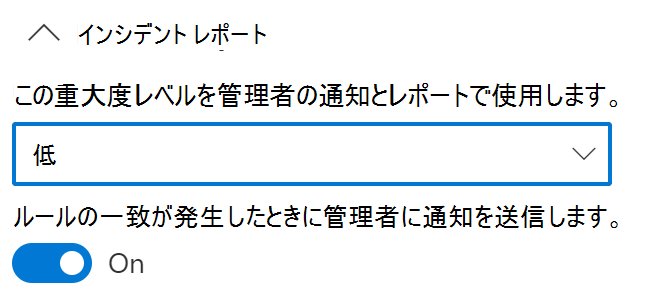 インシデント レポート
この重大度レベルを管理者の通知とレポートで使用します。
低
ルールの一致が発生したときに管理者に通知を送信します。
On